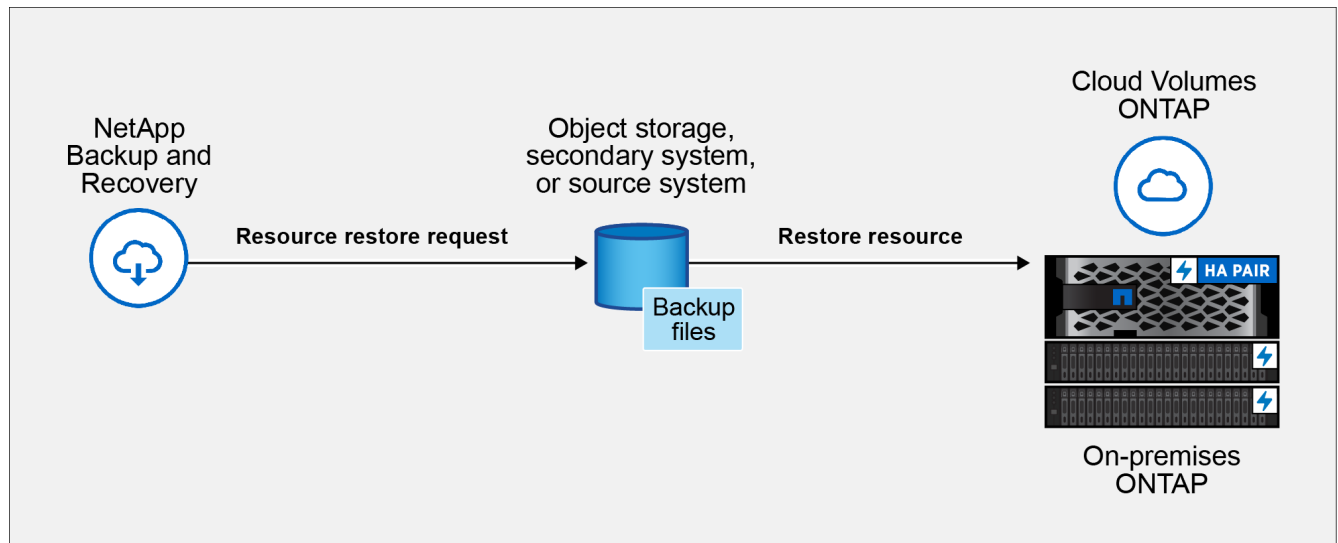 NetApp
Backup and
Recovery
Resource restore request
Object storage,
secondary system,
or source system
Backup
files
Restore resource
Cloud Volumes
ONTAP
HA PAIR
On-premises
ONTAP